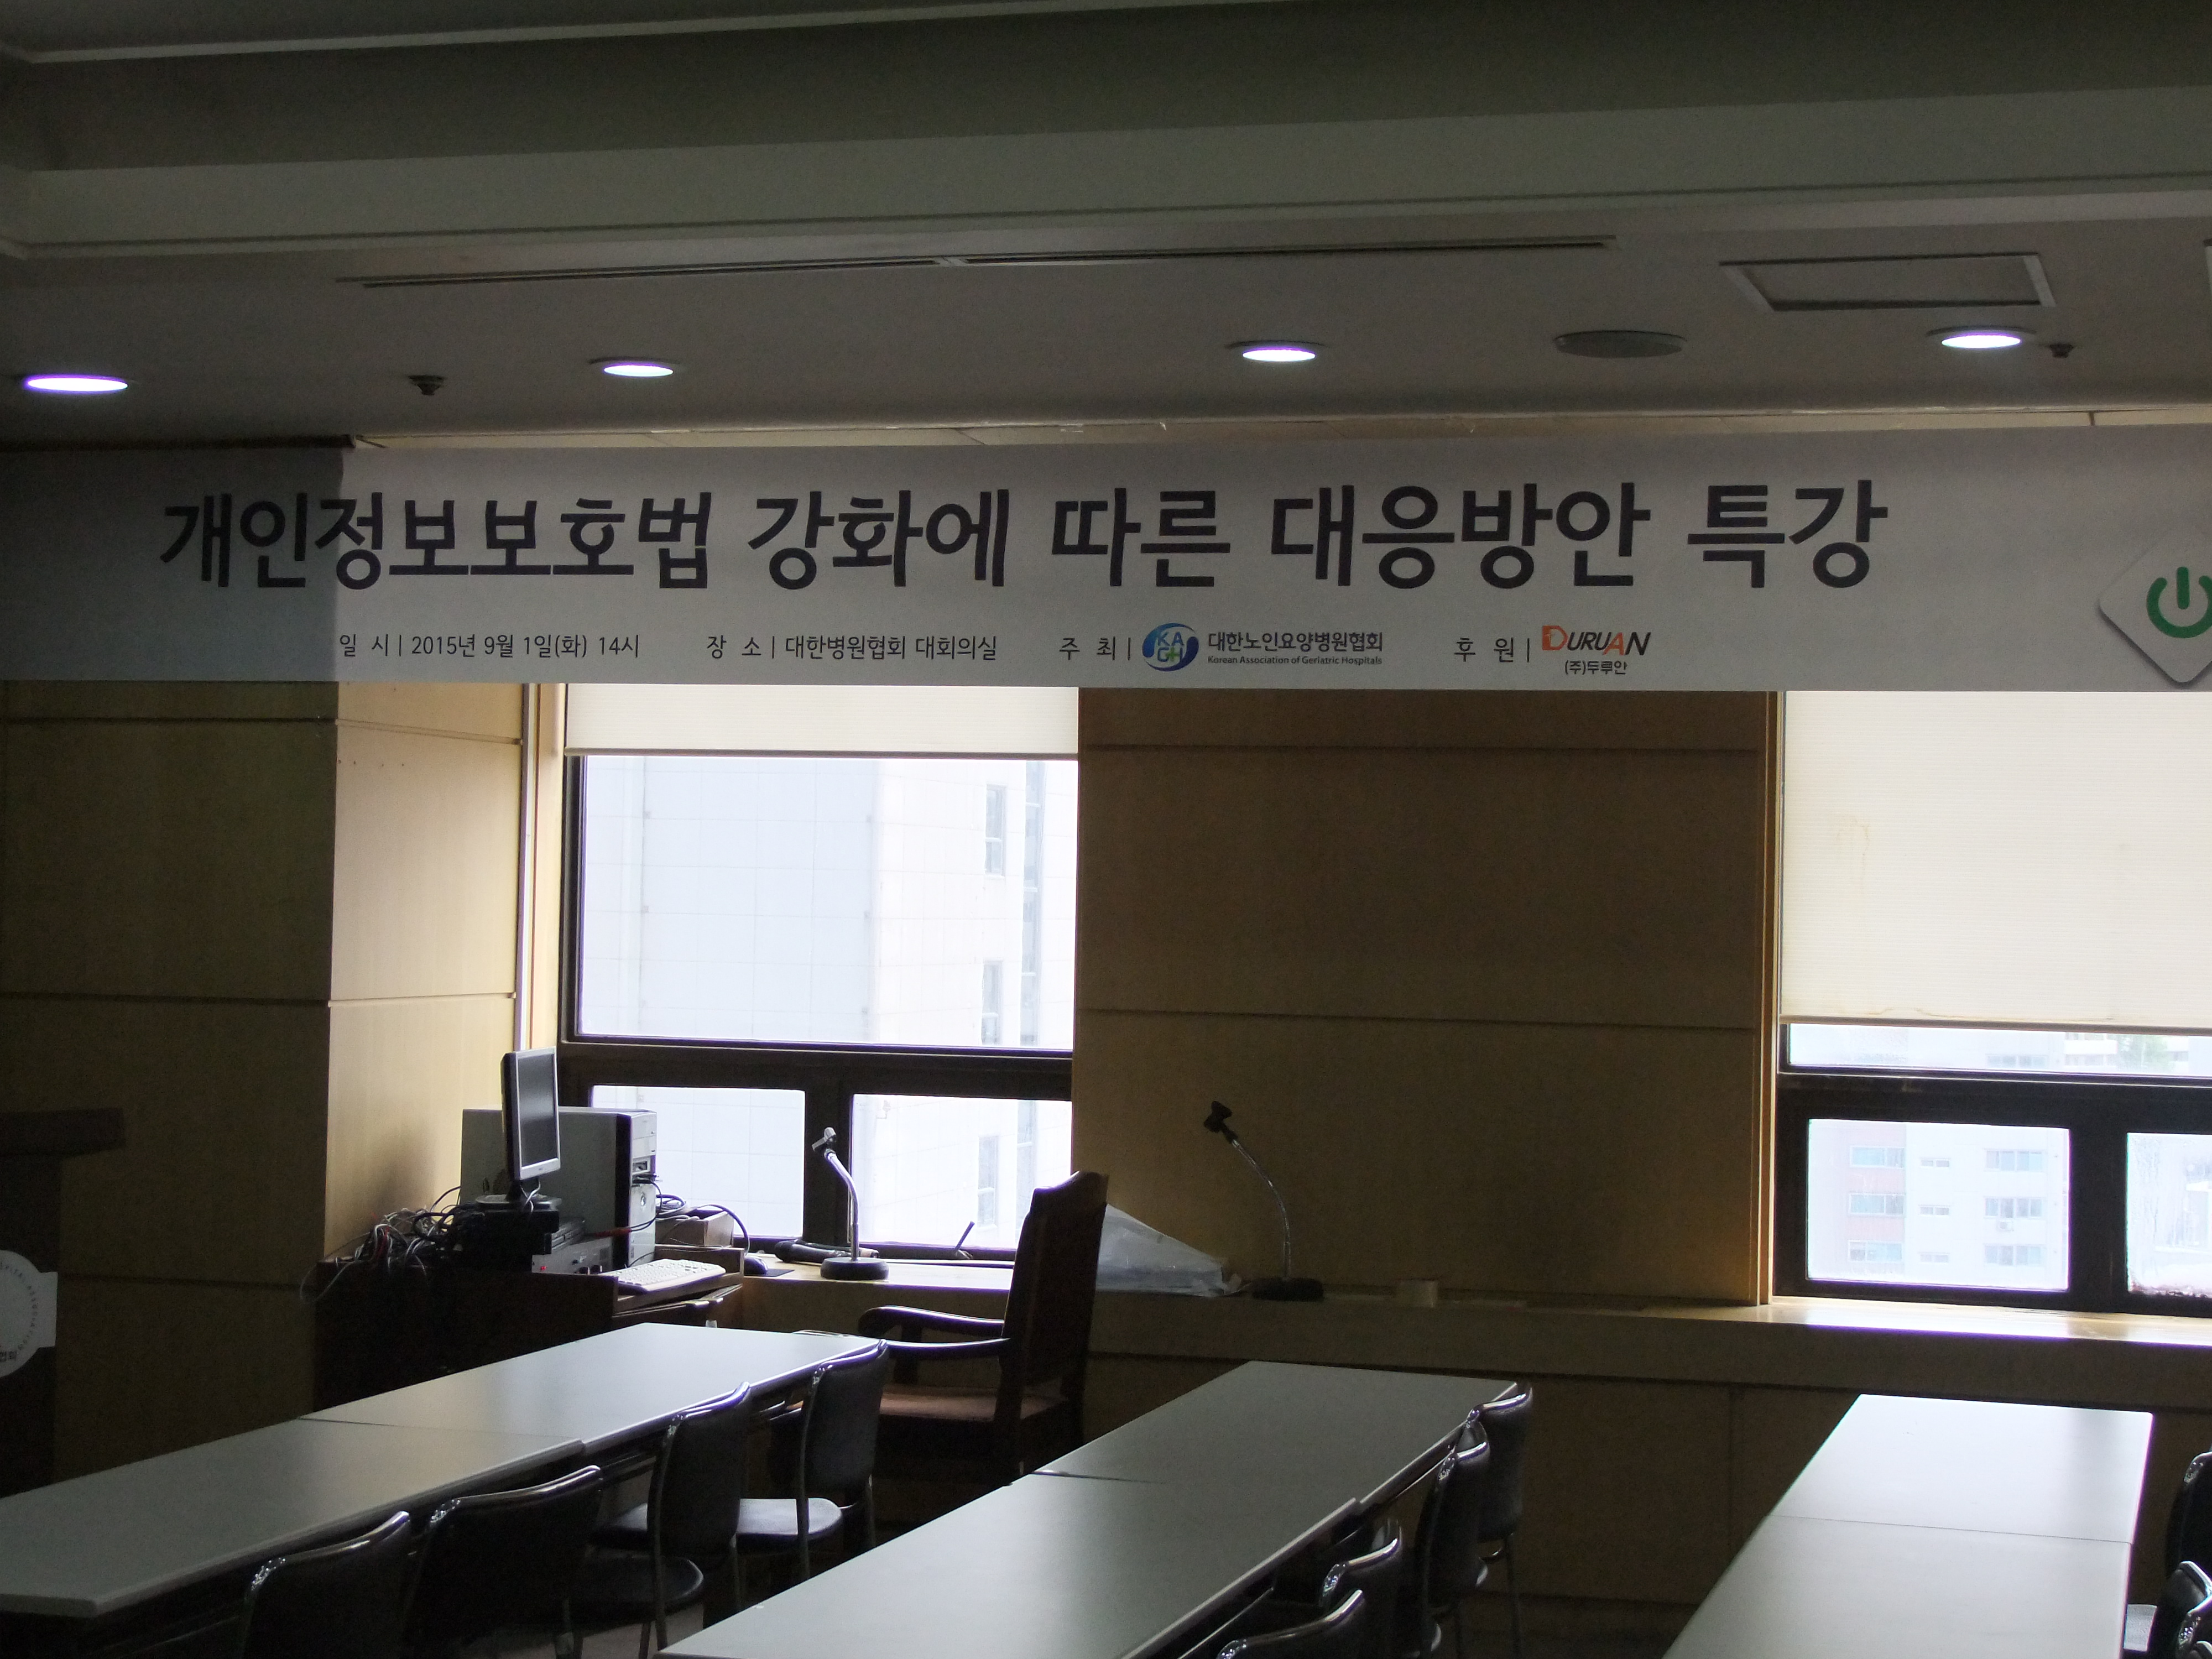 개인정보보호법 강화에 따른 대응방안 특강
일 시 | 2015년 9월 1일(화) 14시 장 소 | 대한병원협회 대회의실 주 최 | KAGH 대한노인요양병원협회 후 원 | DURUAN
Korean Association of Geriatric Hospitals (주)두루안